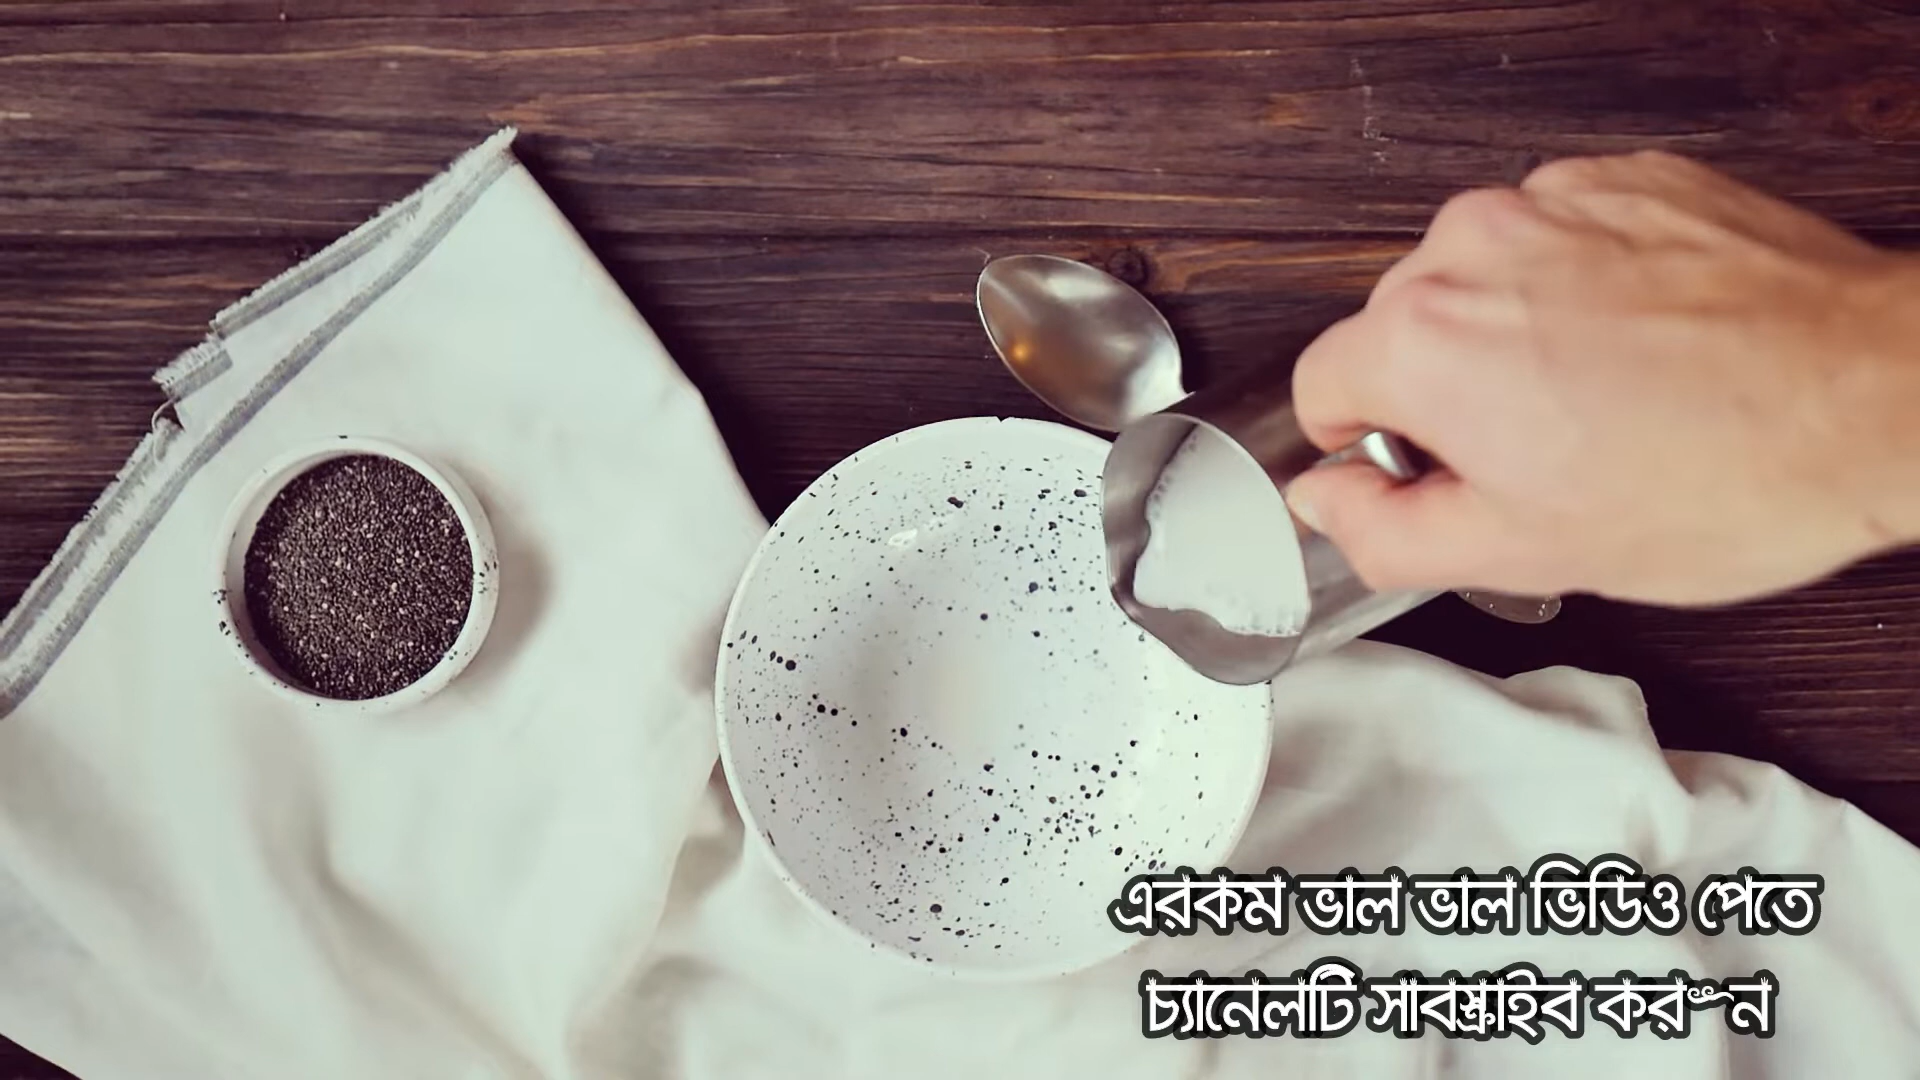 এরকম ভাল ভাল ভিডিও পেতে
চ্যানেলটি সাবস্ক্রাইব করুন